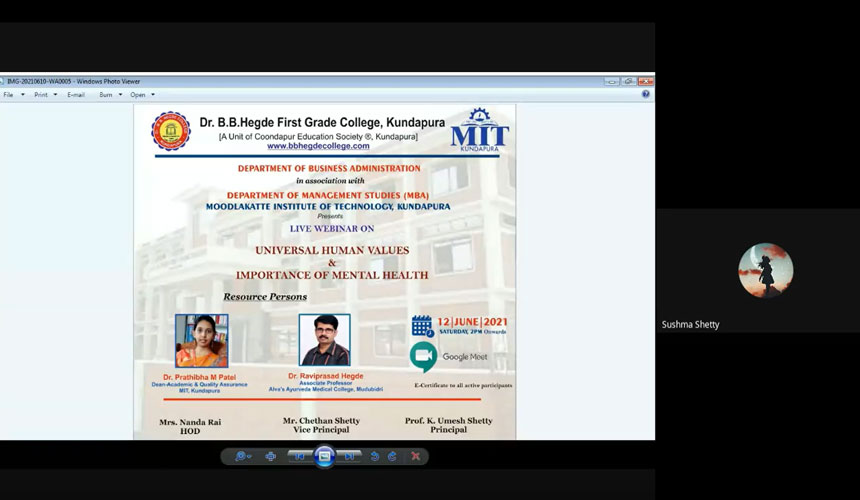 IMG-20210610-WA0005 - Windows Photo Viewer
File Print E-mail Burn Open
Dr. B.B.Hegde First Grade College, Kundapura
[A Unit of Coondapur Education Society ®, Kundapura]
www.bbhegdecollege.com
MIT
KUNDAPURA
DEPARTMENT OF BUSINESS ADMINISTRATION
in association with
DEPARTMENT OF MANAGEMENT STUDIES (MBA)
MOODLAKATTE INSTITUTE OF TECHNOLOGY, KUNDAPURA
Presents
LIVE WEBINAR ON
UNIVERSAL HUMAN VALUES
&
IMPORTANCE OF MENTAL HEALTH
Resource Persons
12|JUNE|2021
SATURDAY, 2PM Onwards
Google Meet
E-Certificate to all active participants
Dr. Prathibha M Patel
Dean-Academic & Quality Assurance
MIT, Kundapura
Dr. Raviprasad Hegde
Associate Professor
Alva's Ayurveda Medical College, Mudubidri
Mrs. Nanda Rai
HOD
Mr. Chethan Shetty
Vice Principal
Prof. K. Umesh Shetty
Principal
Sushma Shetty